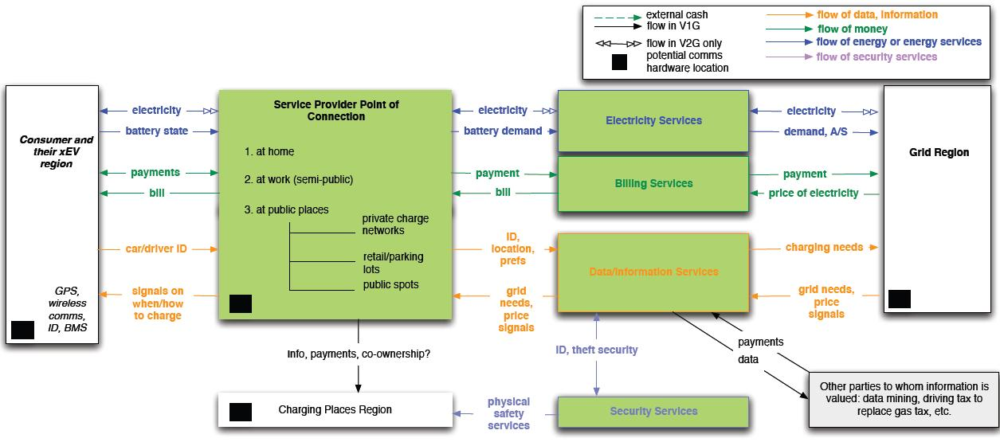 external cash
flow in V1G
flow in V2G only
potential comms
hardware location
flow of data, information
flow of money
flow of energy or energy services
flow of security services
Consumer and
their xEV
region
GPS,
wireless
comms,
ID, BMS
electricity
battery state
payments
bill
car/driver ID
signals on
when/how
to charge
Service Provider Point of
Connection
1. at home
2. at work (semi-public)
3. at public places
private charge
networks
retail/parking
lots
public spots
electricity
battery demand
payment
bill
ID,
location,
prefs
grid
needs,
price
signals
Electricity Services
Billing Services
Data/Information Services
electricity
demand, A/S
payment
price of electricity
charging needs
grid needs,
price
signals
Grid Region
Info, payments, co-ownership?
ID, theft security
payments
data
Charging Places Region
physical
safety
services
Security Services
Other parties to whom information is
valued: data mining, driving tax to
replace gas tax, etc.